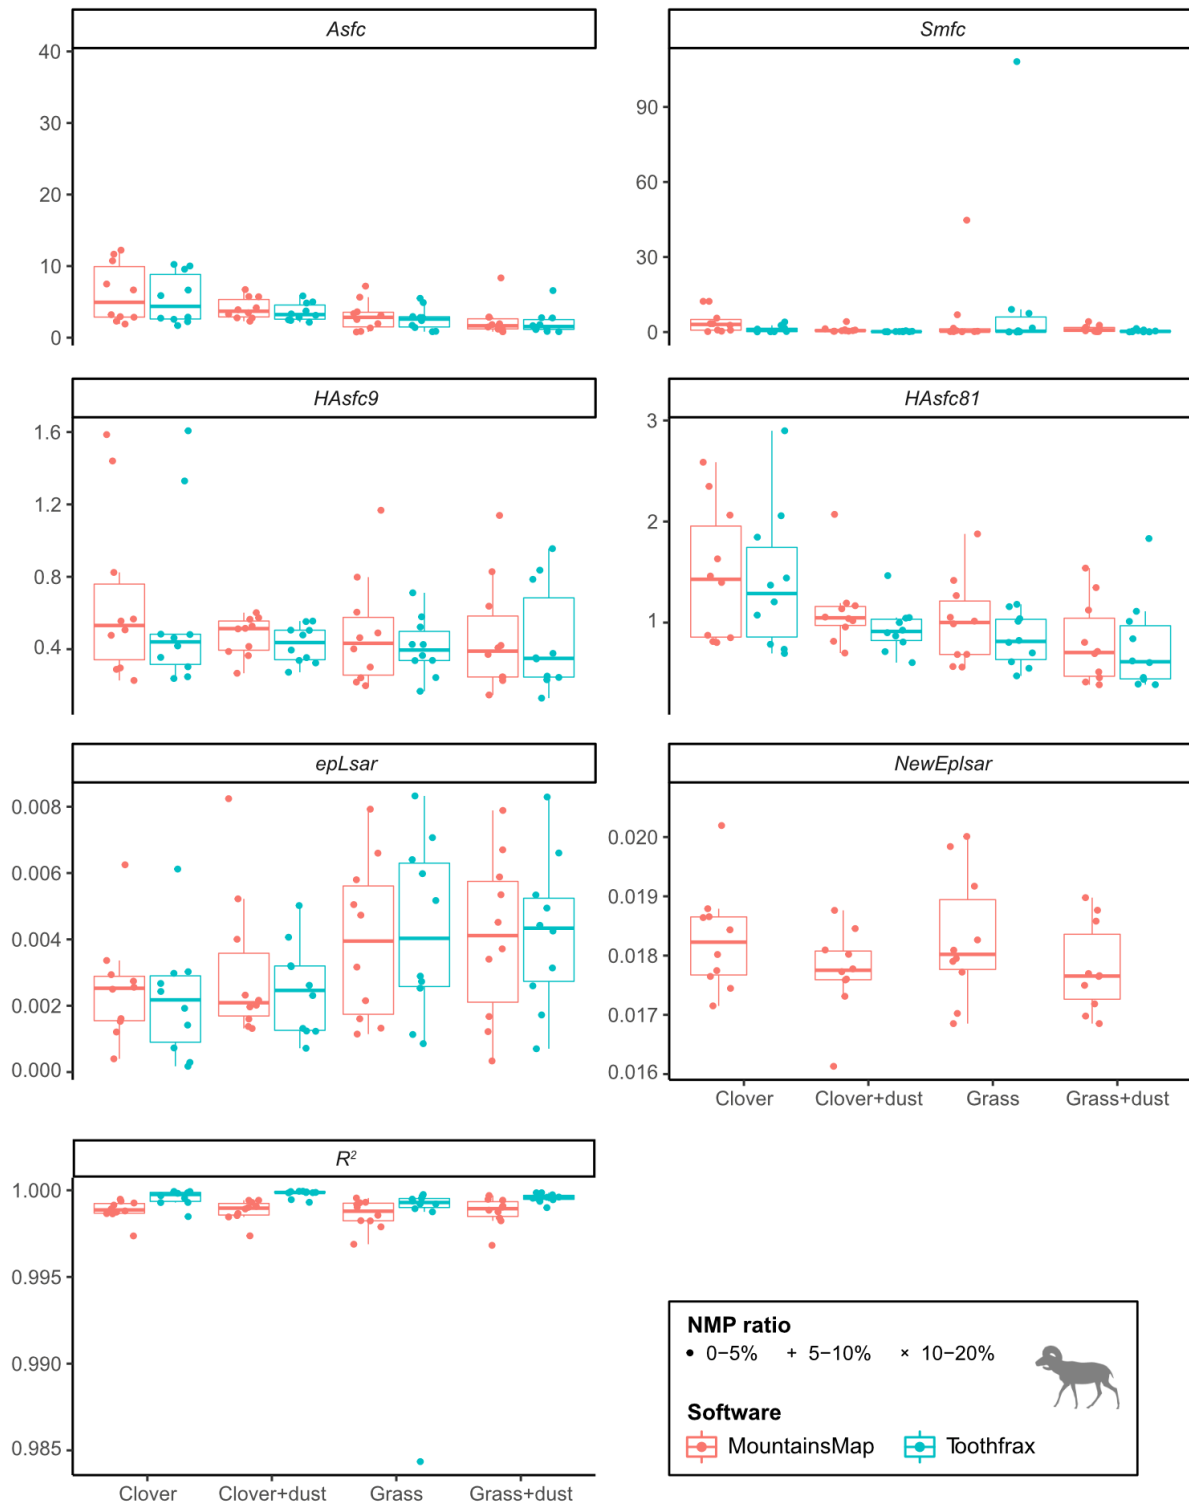 Asfc
Smfc
40
30
20
10
0
90
60
30
0
HAsfc9
HAsfc81
1.6
1.2
0.8
0.4
3
2
1
epLsar
NewEplsar
0.008
0.006
0.004
0.002
0.000
0.020
0.019
0.018
0.017
0.016
Clover Clover+dust Grass Grass+dust
R²
1.000
0.995
0.990
0.985
Clover Clover+dust Grass Grass+dust
NMP ratio
• 0−5% + 5−10% × 10−20%
Software
MountainsMap Toothfrax